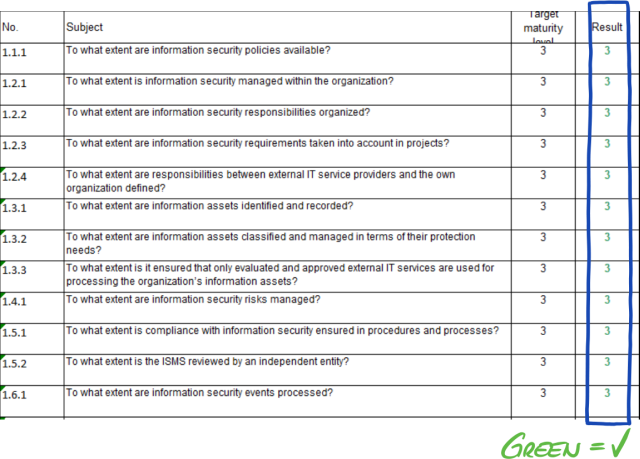 No. Subject Target maturity level Result
1.1.1 To what extent are information security policies available? 3 3
1.2.1 To what extent is information security managed within the organization? 3 3
1.2.2 To what extent are information security responsibilities organized? 3 3
1.2.3 To what extent are information security requirements taken into account in projects? 3 3
1.2.4 To what extent are responsibilities between external IT service providers and the own
organization defined? 3 3
1.3.1 To what extent are information assets identified and recorded? 3 3
1.3.2 To what extent are information assets classified and managed in terms of their protection
needs? 3 3
1.3.3 To what extent is it ensured that only evaluated and approved external IT services are used for
processing the organization's information assets? 3 3
1.4.1 To what extent are information security risks managed? 3 3
1.5.1 To what extent is compliance with information security ensured in procedures and processes? 3 3
1.5.2 To what extent is the ISMS reviewed by an independent entity? 3 3
1.6.1 To what extent are information security events processed? 3 3
GREEN = ✓